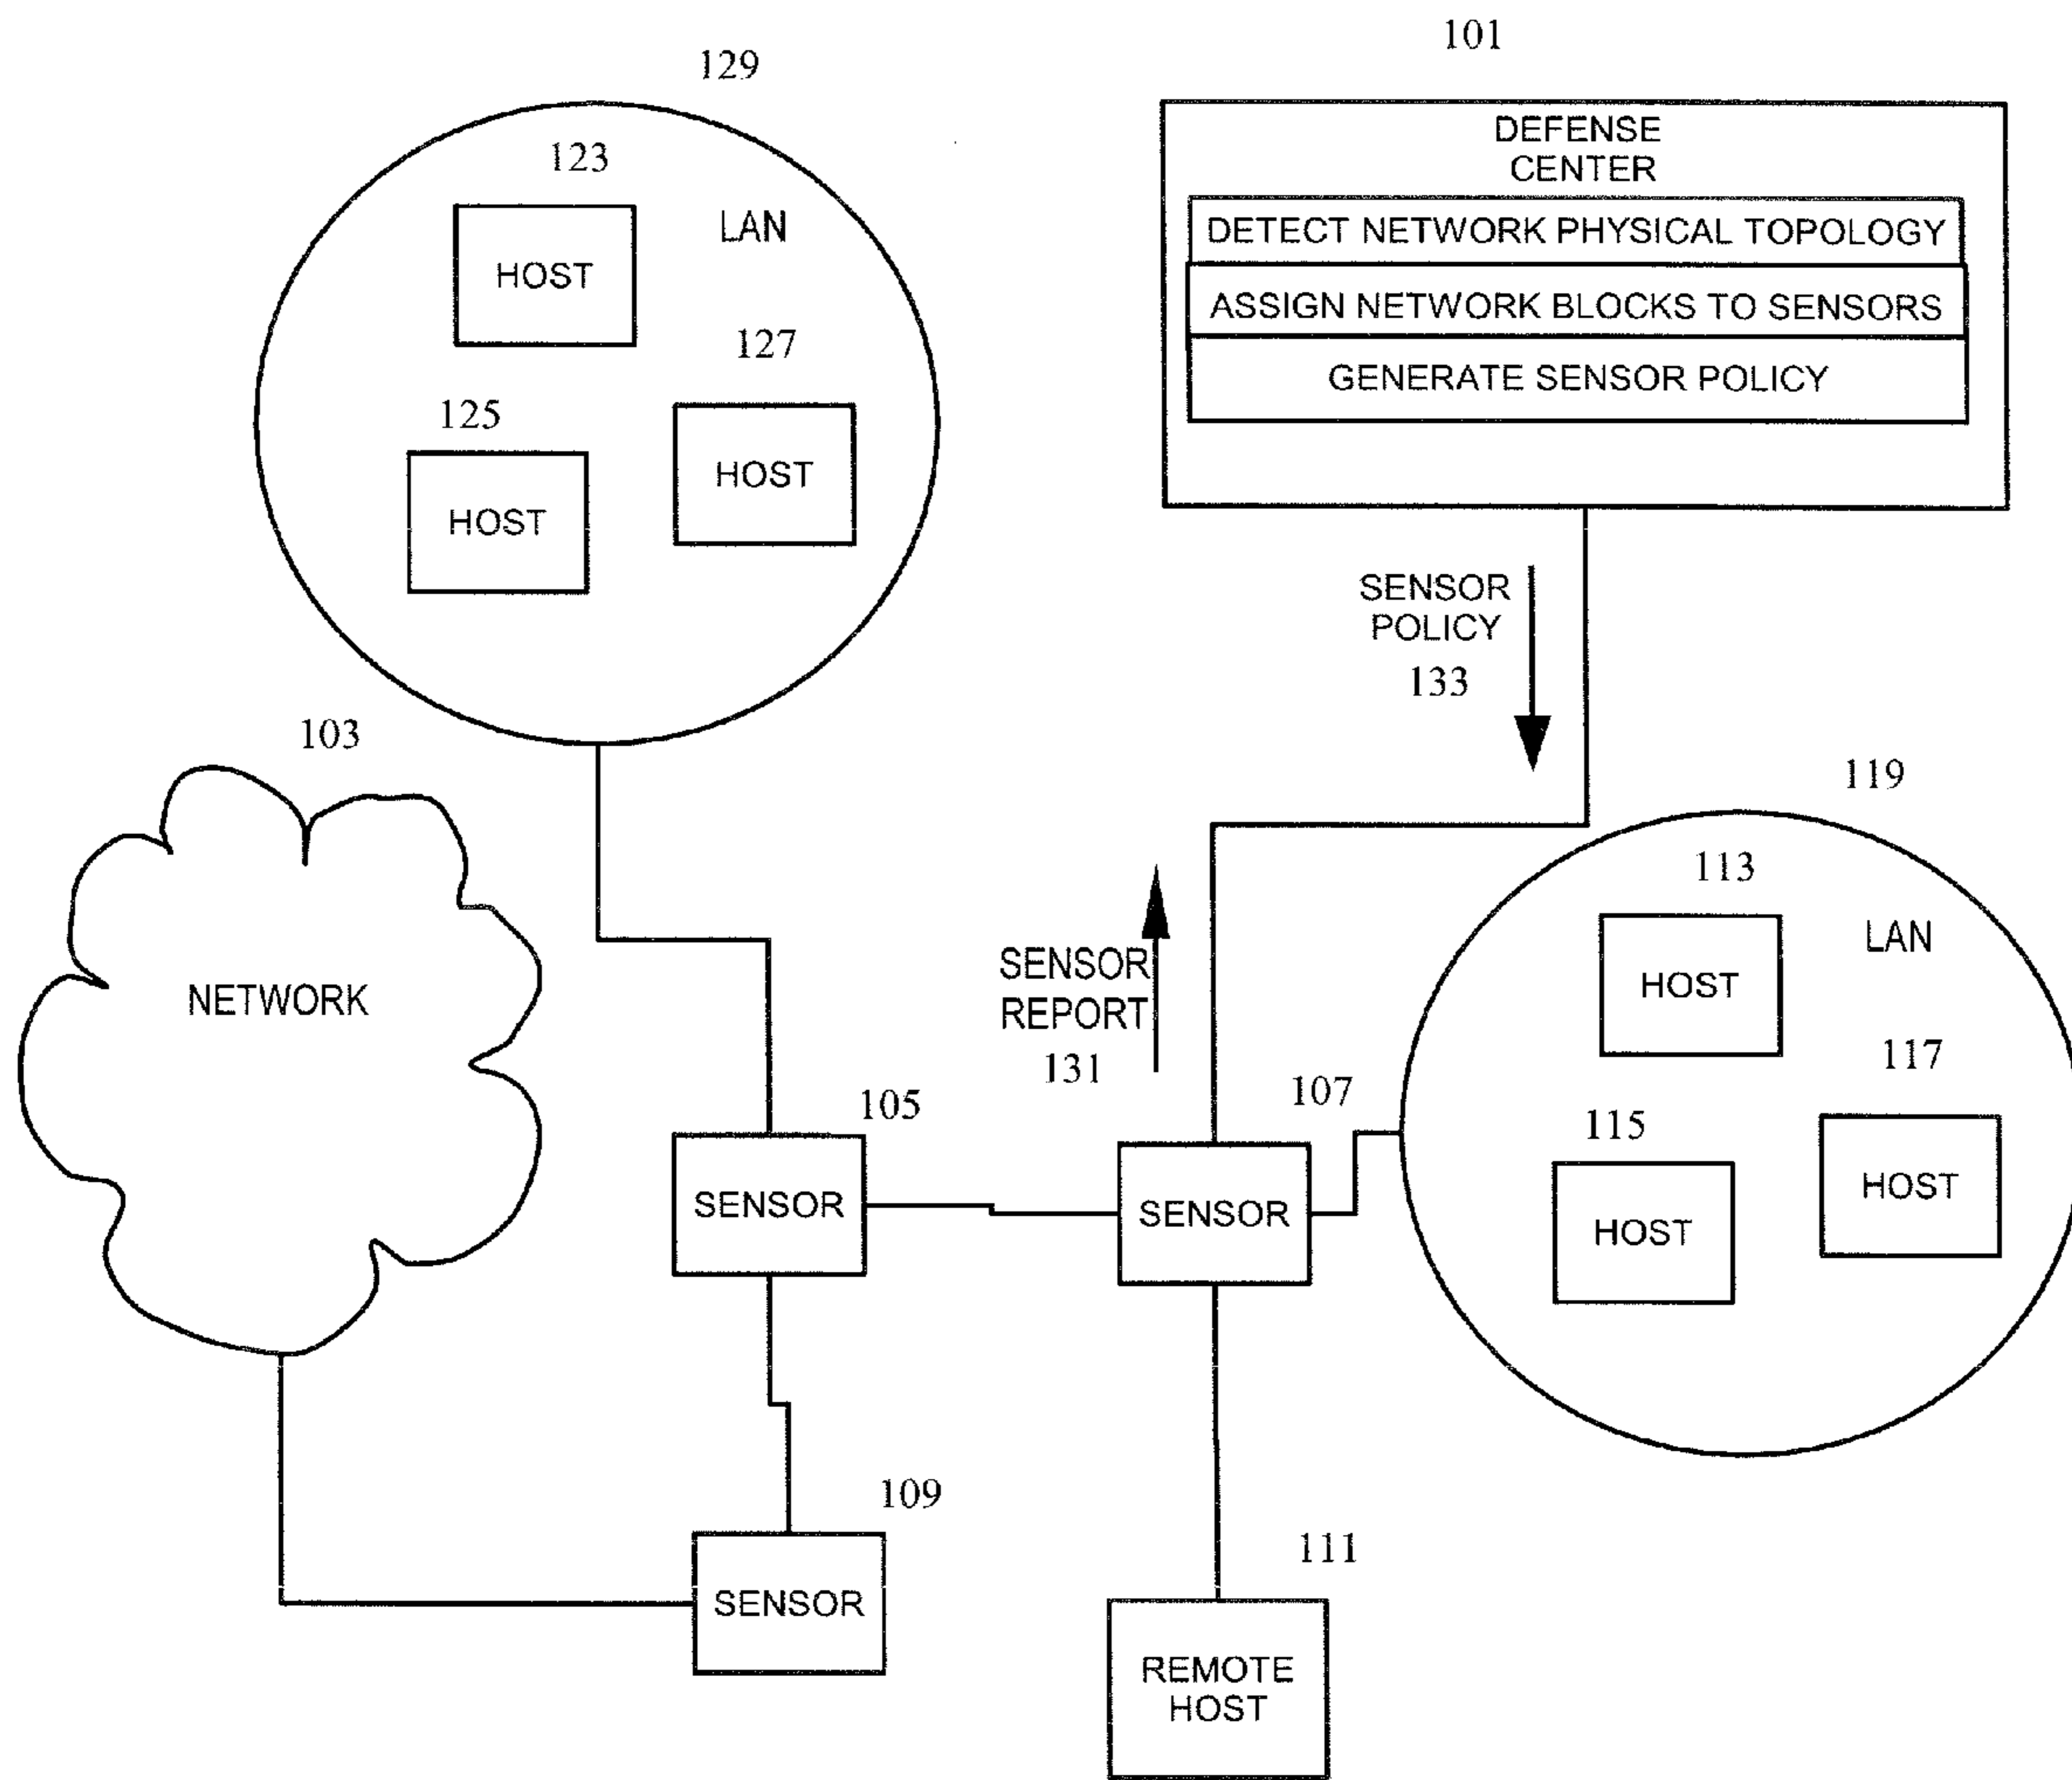 101
129
DEFENSE
CENTER
DETECT NETWORK PHYSICAL TOPOLOGY
ASSIGN NETWORK BLOCKS TO SENSORS
GENERATE SENSOR POLICY
123
LAN
HOST
127
HOST
125
HOST
SENSOR
POLICY
133
103
NETWORK
119
113
LAN
HOST
117
HOST
115
HOST
SENSOR
REPORT
131
107
105
SENSOR
SENSOR
109
SENSOR
111
REMOTE
HOST